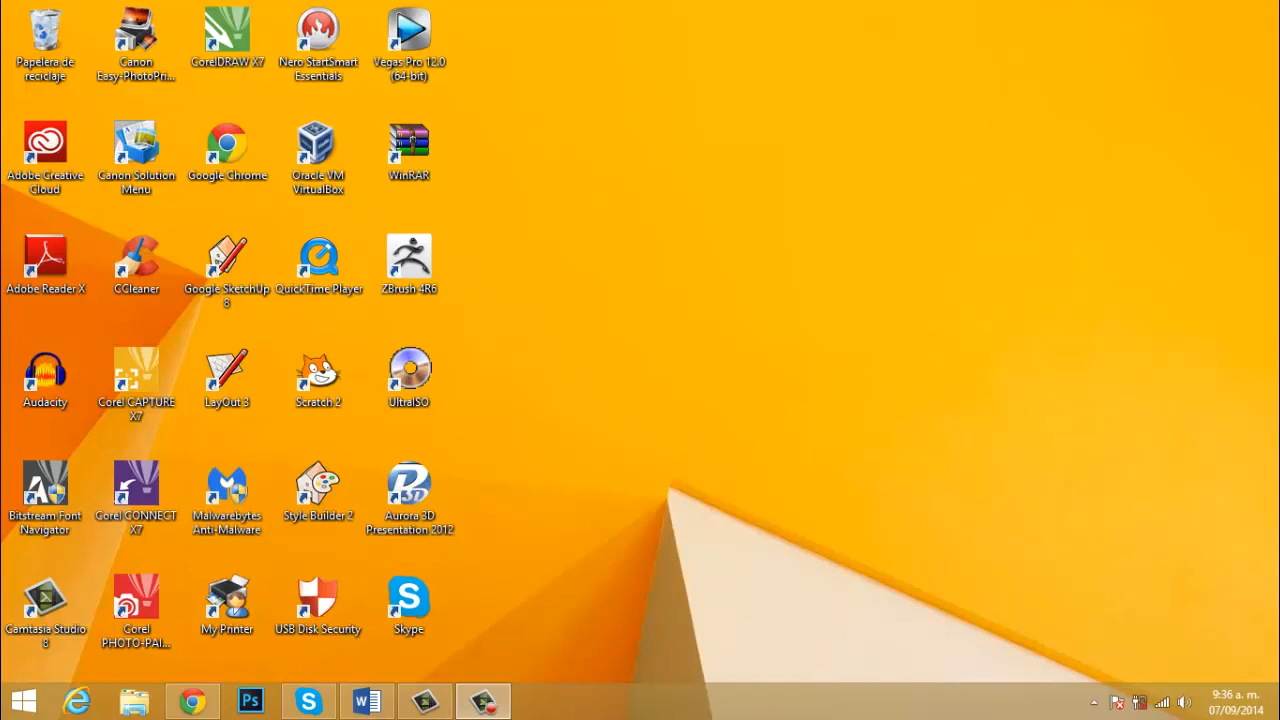 Papelera de
reciclaje
Canon
Easy-PhotoPri...
CorelDRAW X7
Nero StartSmart
Essentials
Vegas Pro 12.0
(64-bit)
Adobe Creative
Cloud
Canon Solution
Menu
Google Chrome
Oracle VM
VirtualBox
WinRAR
Adobe Reader X
CCleaner
Google SketchUp
8
QuickTime Player
ZBrush 4R6
Audacity
Corel CAPTURE
X7
LayOut 3
Scratch 2
UltraISO
Bitstream Font
Navigator
Corel CONNECT
X7
Malwarebytes
Anti-Malware
Style Builder 2
Aurora 3D
Presentation 2012
Camtasia Studio
8
Corel
PHOTO-PAI...
My Printer
USB Disk Security
Skype
Ps
9:36 a. m.
07/09/2014